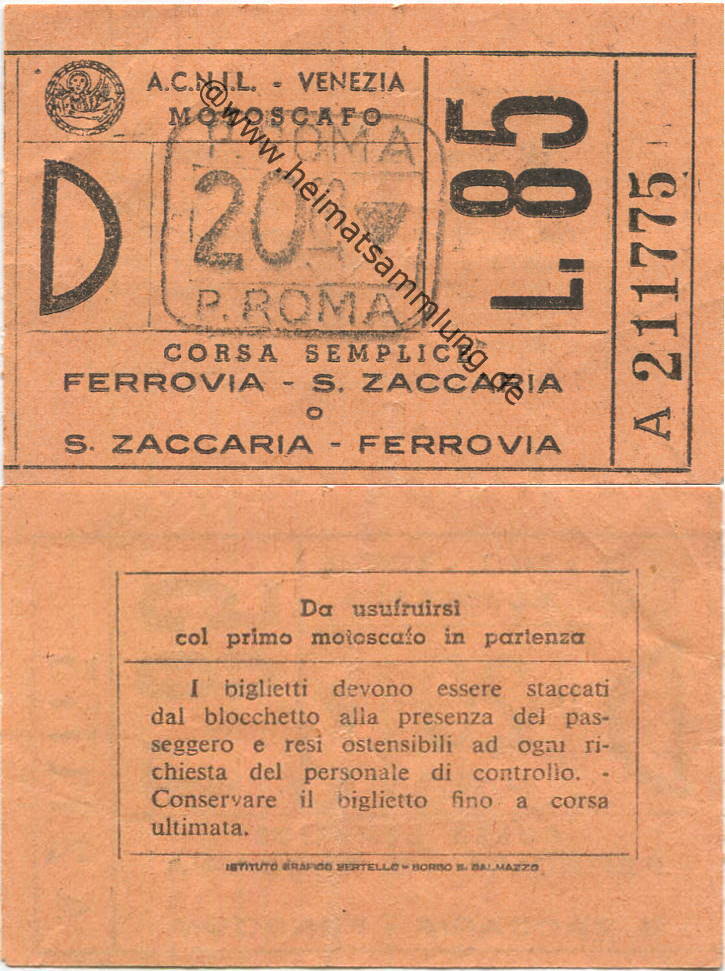 A.C.N.I.L. - VENEZIA
MOTOSCAFO
D
P. ROMA
20
P. ROMA
L. 85
A 211775
CORSA SEMPLICE
FERROVIA - S. ZACCARIA
o
S. ZACCARIA - FERROVIA
@www.heimatsammlung.de
Da usufruirsi
col primo motoscafo in partenza
I biglietti devono essere staccati
dal blocchetto alla presenza del pas-
seggero e resi ostensibili ad ogni ri-
chiesta del personale di controllo. -
Conservare il biglietto fino a corsa
ultimata.
ISTITUTO GRAFICO BERTELLO - BORGO S. DALMAZZO